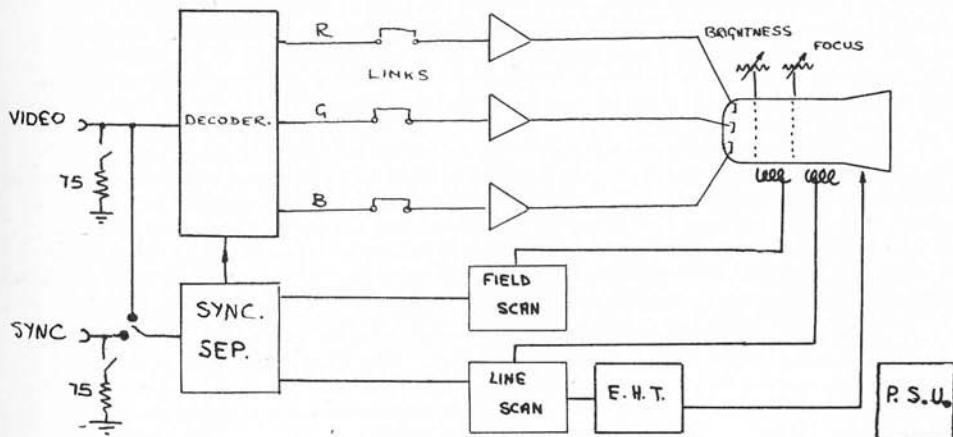 R
BRIGHTNESS
FOCUS
LINKS
VIDEO
DECODER.
G
75
B
FIELD
SCAN
SYNC.
SEP.
SYNC
75
LINE
SCAN
E.H.T.
P.S.U.